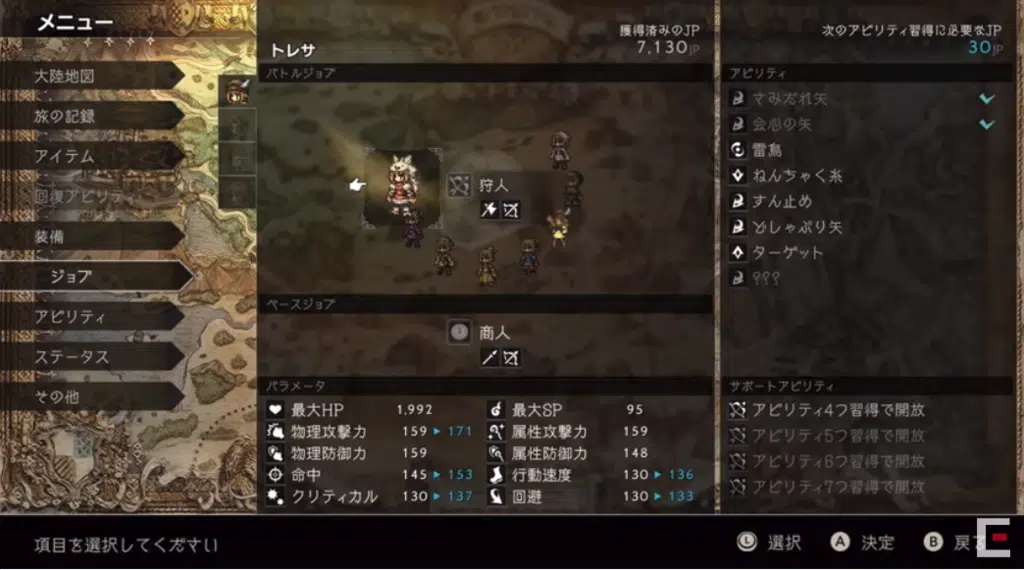 メニュー
大陸地図
旅の記録
アイテム
回復アビリティ
装備
ジョブ
アビリティ
ステータス
その他
トレサ
獲得済みのJP
7,130JP
バトルジョブ
狩人
ベースジョブ
商人
パラメータ
最大HP 1,992
最大SP 95
物理攻撃力 159 ▶ 171
属性攻撃力 159
物理防御力 159
属性防御力 148
命中 145 ▶ 153
行動速度 130 ▶ 136
クリティカル 130 ▶ 137
回避 130 ▶ 133
次のアビリティ習得に必要なJP
30JP
アビリティ
さみだれ矢
会心の矢
雷鳥
ねんちゃく糸
すん止め
どしゃぶり矢
ターゲット
???
サポートアビリティ
アビリティ4つ習得で開放
アビリティ5つ習得で開放
アビリティ6つ習得で開放
アビリティ7つ習得で開放
項目を選択してください
L 選択 A 決定 B 戻